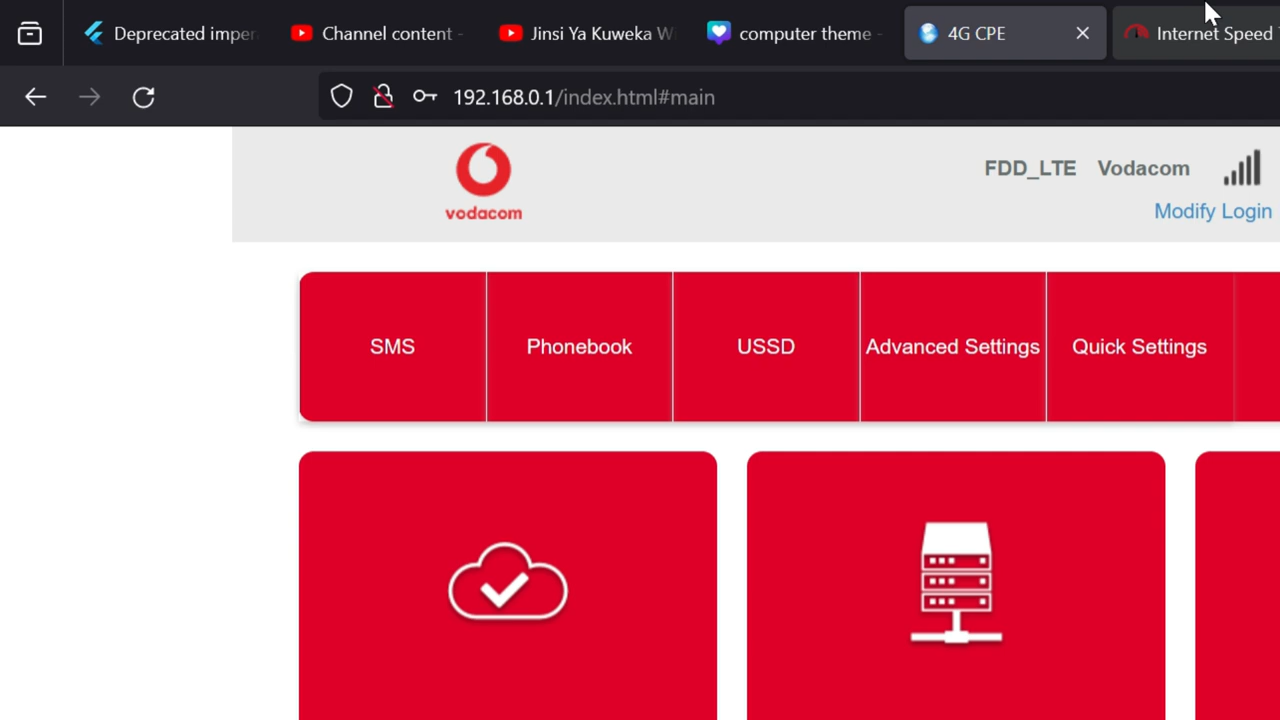 Deprecated imper
Channel content -
Jinsi Ya Kuweka W
computer theme -
4G CPE
Internet Speed
192.168.0.1/index.html#main
vodacom
FDD_LTE Vodacom
Modify Login
SMS
Phonebook
USSD
Advanced Settings
Quick Settings